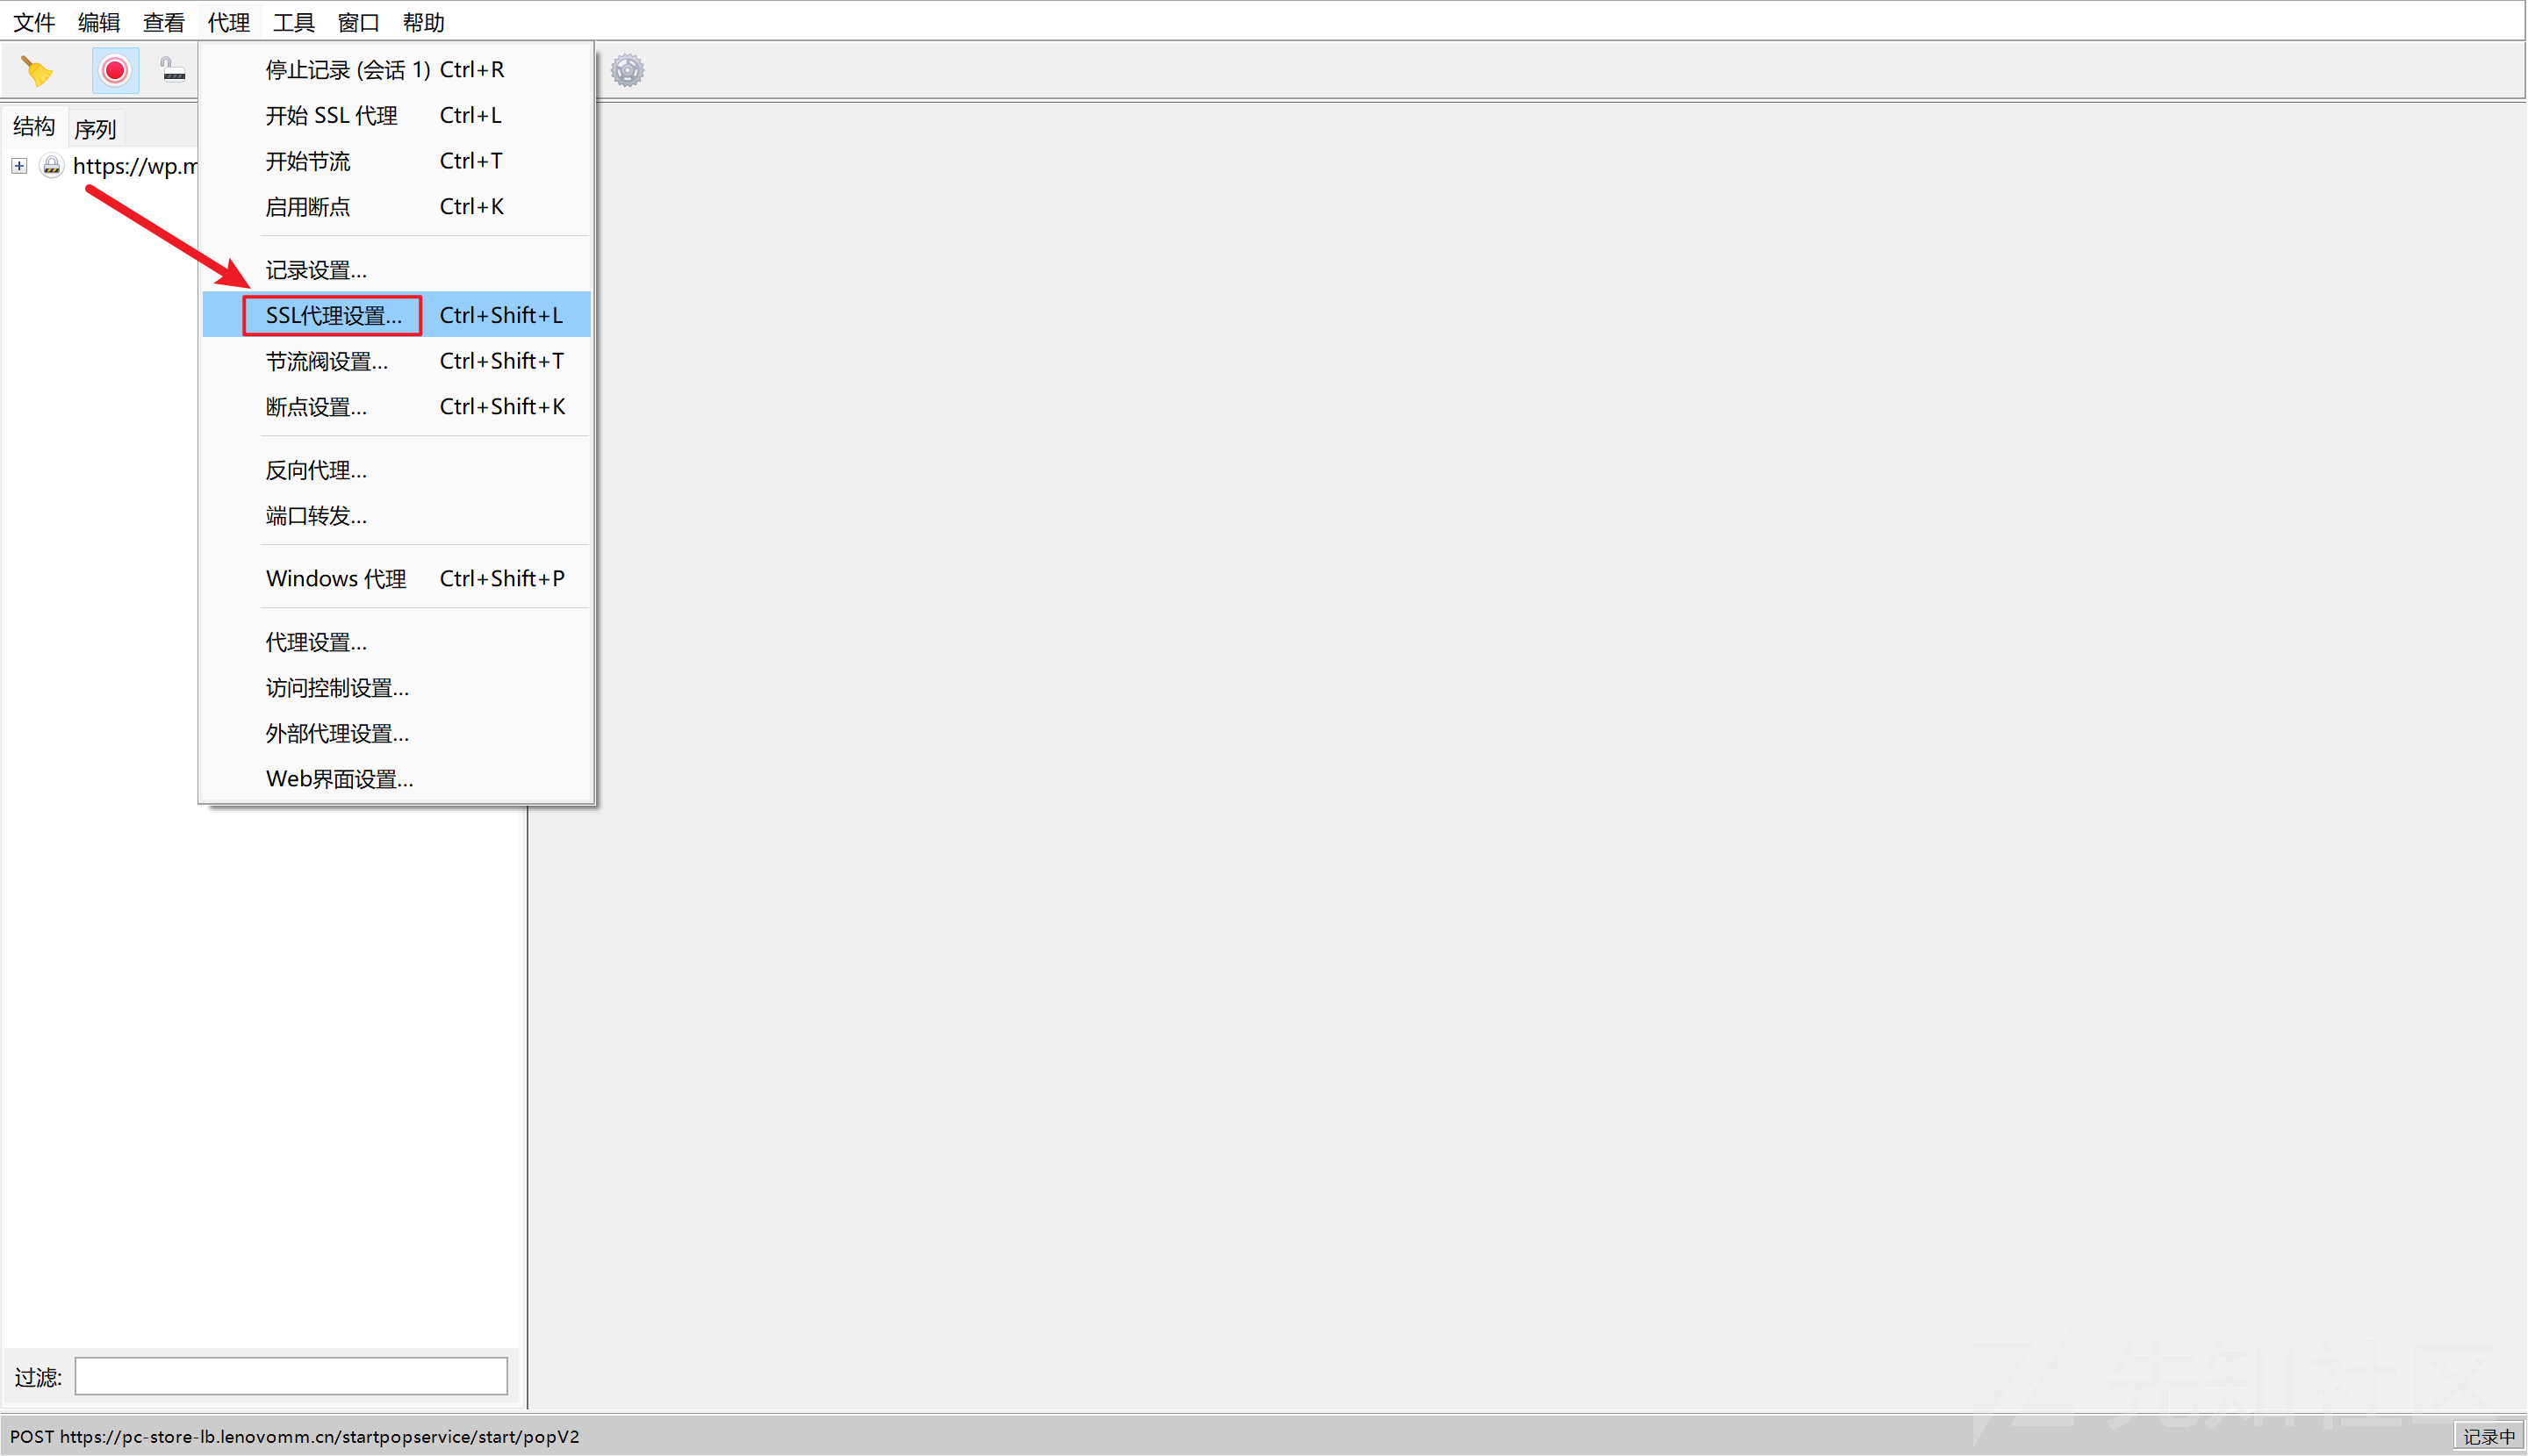 文件 编辑 查看 代理 工具 窗口 帮助
停止记录 (会话 1) Ctrl+R
开始 SSL 代理 Ctrl+L
开始节流 Ctrl+T
启用断点 Ctrl+K
记录设置...
SSL代理设置... Ctrl+Shift+L
节流阀设置... Ctrl+Shift+T
断点设置... Ctrl+Shift+K
反向代理...
端口转发...
Windows 代理 Ctrl+Shift+P
代理设置...
访问控制设置...
外部代理设置...
Web界面设置...
结构 序列
https://wp.m
过滤:
先知社区
POST https://pc-store-lb.lenovomm.cn/startpopservice/start/popV2
记录中